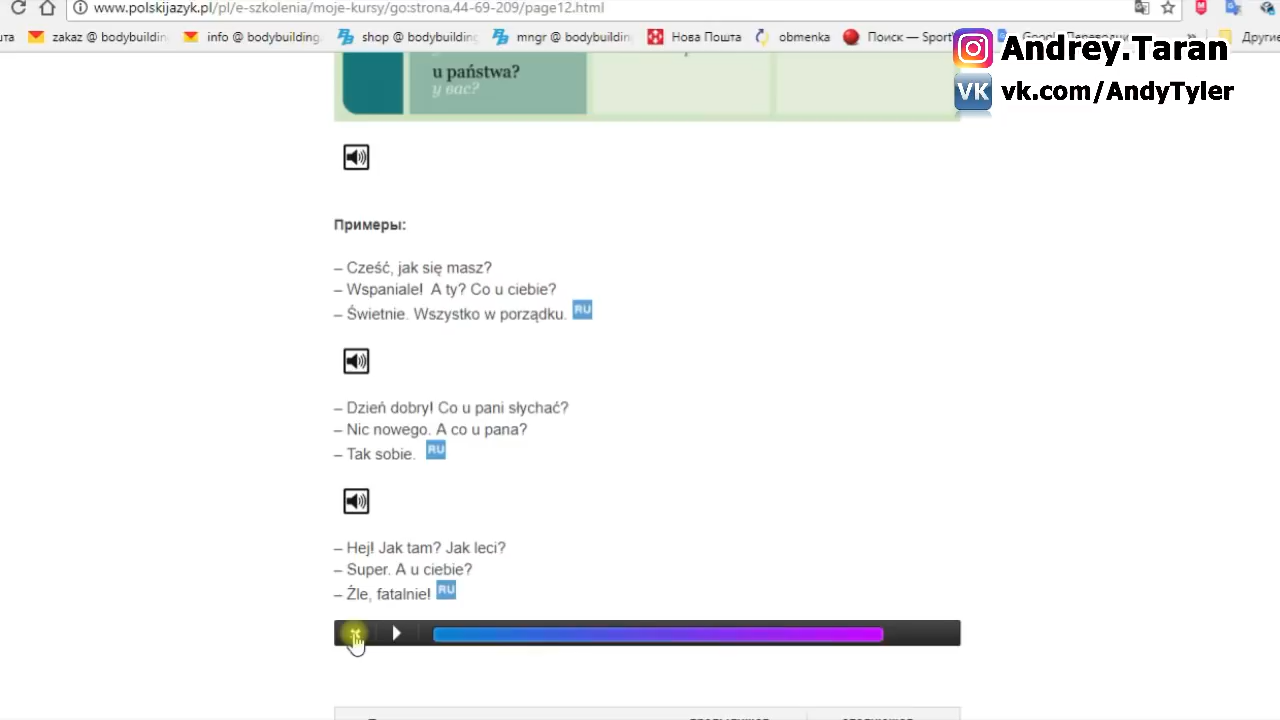 www.polskijazyk.pl/pl/e-szkolenia/moje-kursy/go:strona,44-69-209/page12.html
zakaz @ bodybuilding info @ bodybuilding. shop @ bodybuilding mngr @ bodybuildin Нова Пошта obmenka Поиск — Sport Другие
Andrey.Taran
vk.com/AndyTyler
u państwa?
у вас?
Примеры:
– Cześć, jak się masz?
– Wspaniale! A ty? Co u ciebie?
– Świetnie. Wszystko w porządku. RU
– Dzień dobry! Co u pani słychać?
– Nic nowego. A co u pana?
– Tak sobie. RU
– Hej! Jak tam? Jak leci?
– Super. A u ciebie?
– Źle, fatalnie! RU